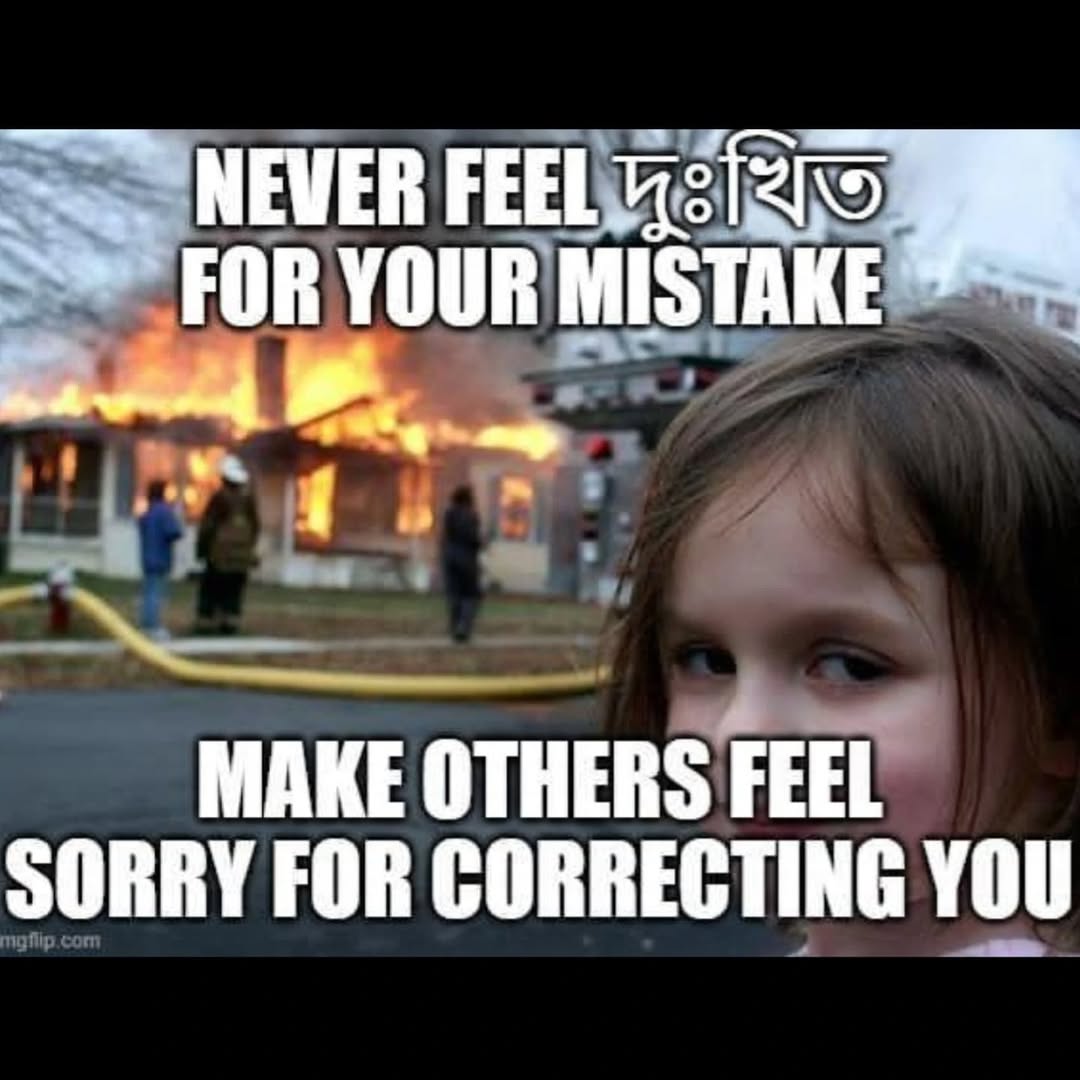 NEVER FEEL দুঃখিত
FOR YOUR MISTAKE
MAKE OTHERS FEEL
SORRY FOR CORRECTING YOU
mgflip.com